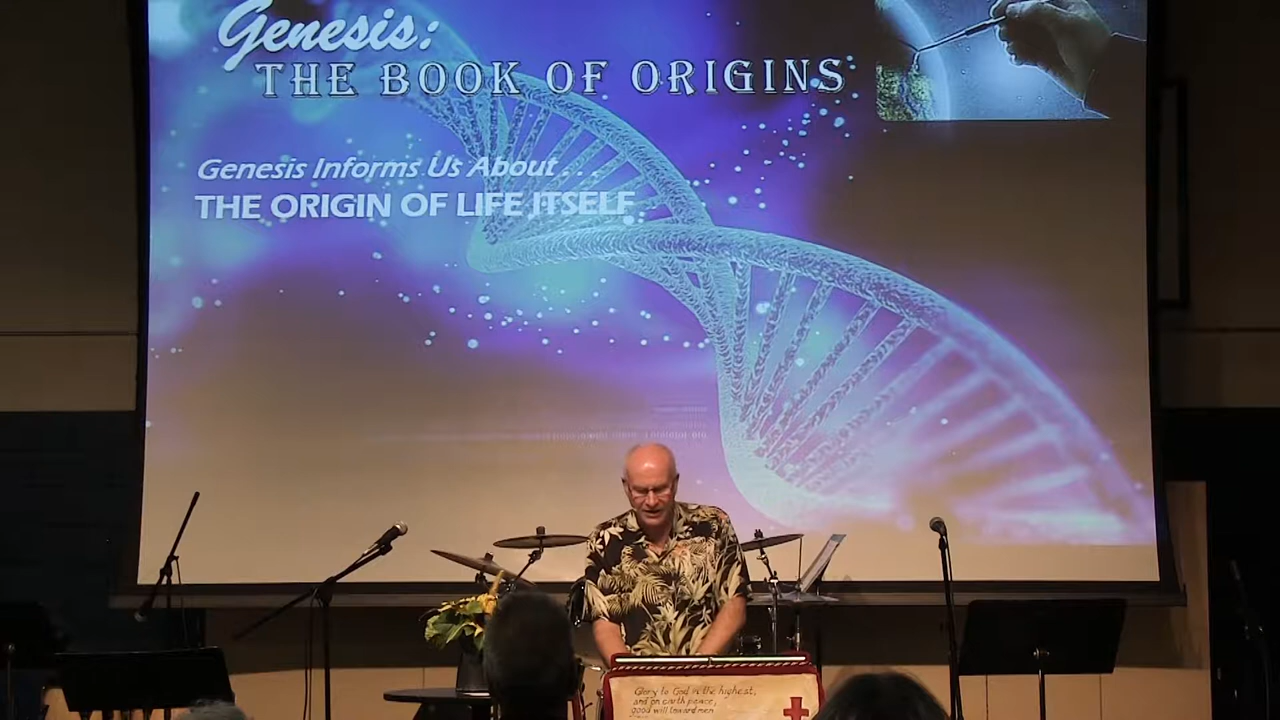 Genesis:
THE BOOK OF ORIGINS
Genesis Informs Us About . . .
THE ORIGIN OF LIFE ITSELF
Glory to God in the highest,
and on earth peace,
good will toward men